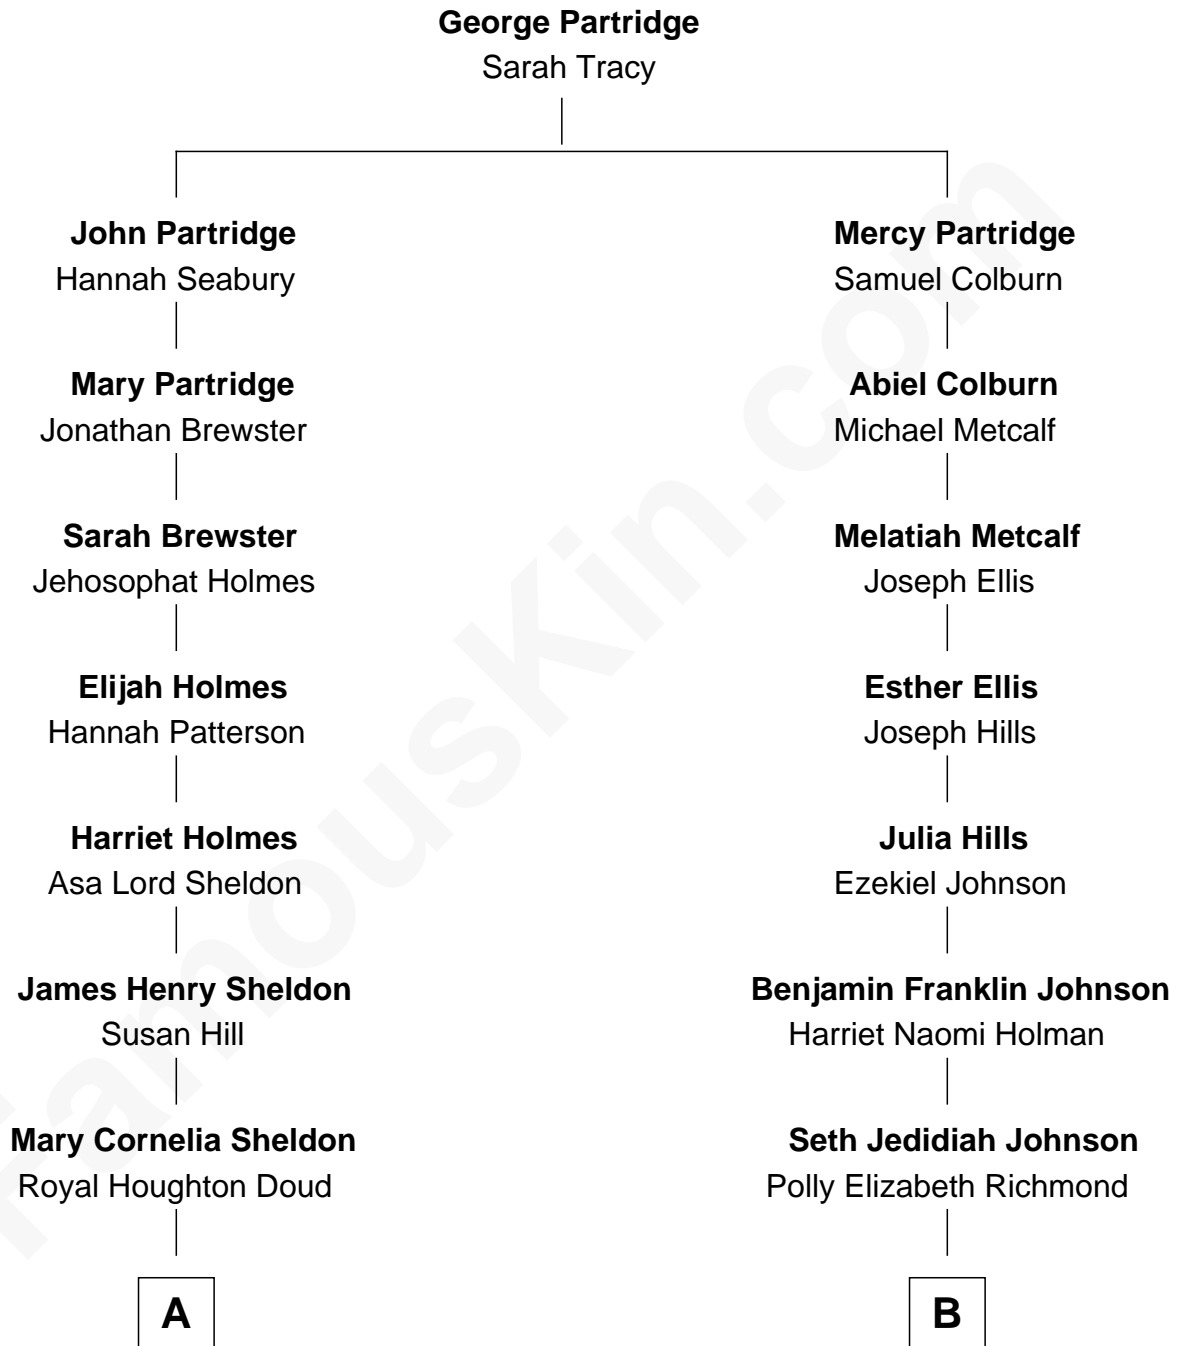 George Partridge
Sarah Tracy
John Partridge
Hannah Seabury
Mary Partridge
Jonathan Brewster
Sarah Brewster
Jehosophat Holmes
Elijah Holmes
Hannah Patterson
Harriet Holmes
Asa Lord Sheldon
James Henry Sheldon
Susan Hill
Mary Cornelia Sheldon
Royal Houghton Doud
A
Mercy Partridge
Samuel Colburn
Abiel Colburn
Michael Metcalf
Melatiah Metcalf
Joseph Ellis
Esther Ellis
Joseph Hills
Julia Hills
Ezekiel Johnson
Benjamin Franklin Johnson
Harriet Naomi Holman
Seth Jedidiah Johnson
Polly Elizabeth Richmond
B
FamousKin.com